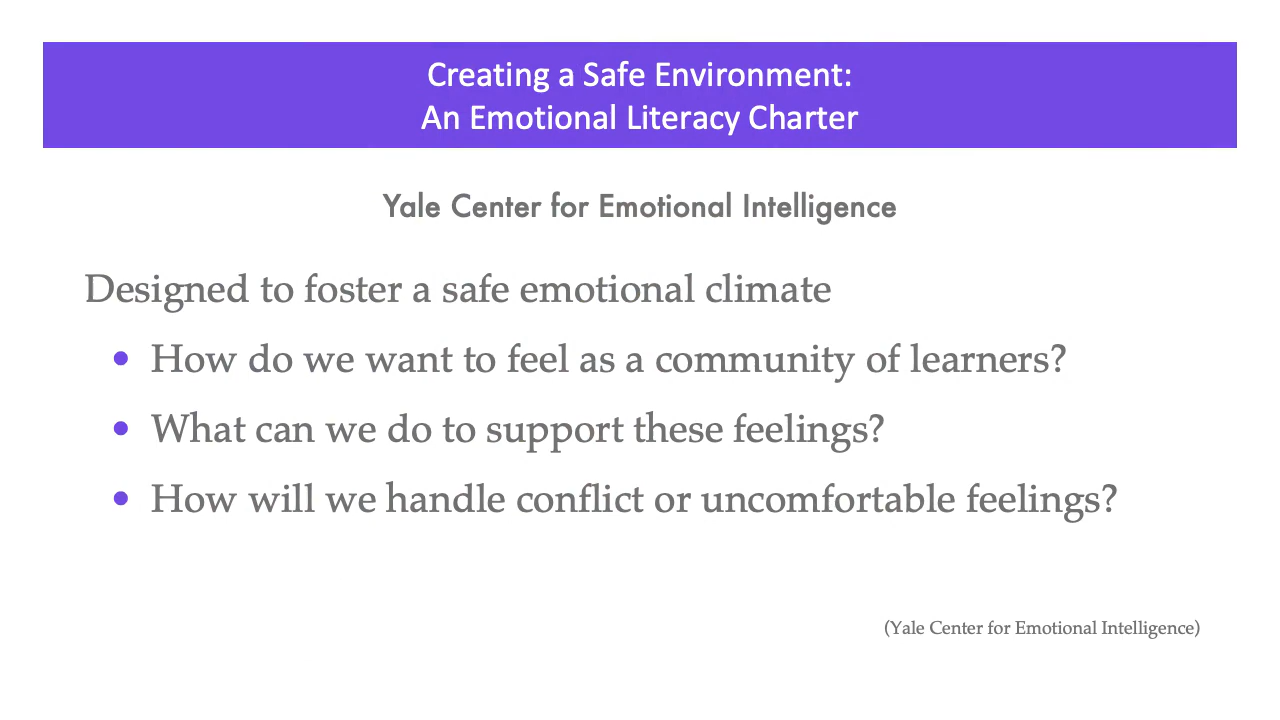 Creating a Safe Environment:
An Emotional Literacy Charter
Yale Center for Emotional Intelligence
Designed to foster a safe emotional climate
• How do we want to feel as a community of learners?
• What can we do to support these feelings?
• How will we handle conflict or uncomfortable feelings?
(Yale Center for Emotional Intelligence)